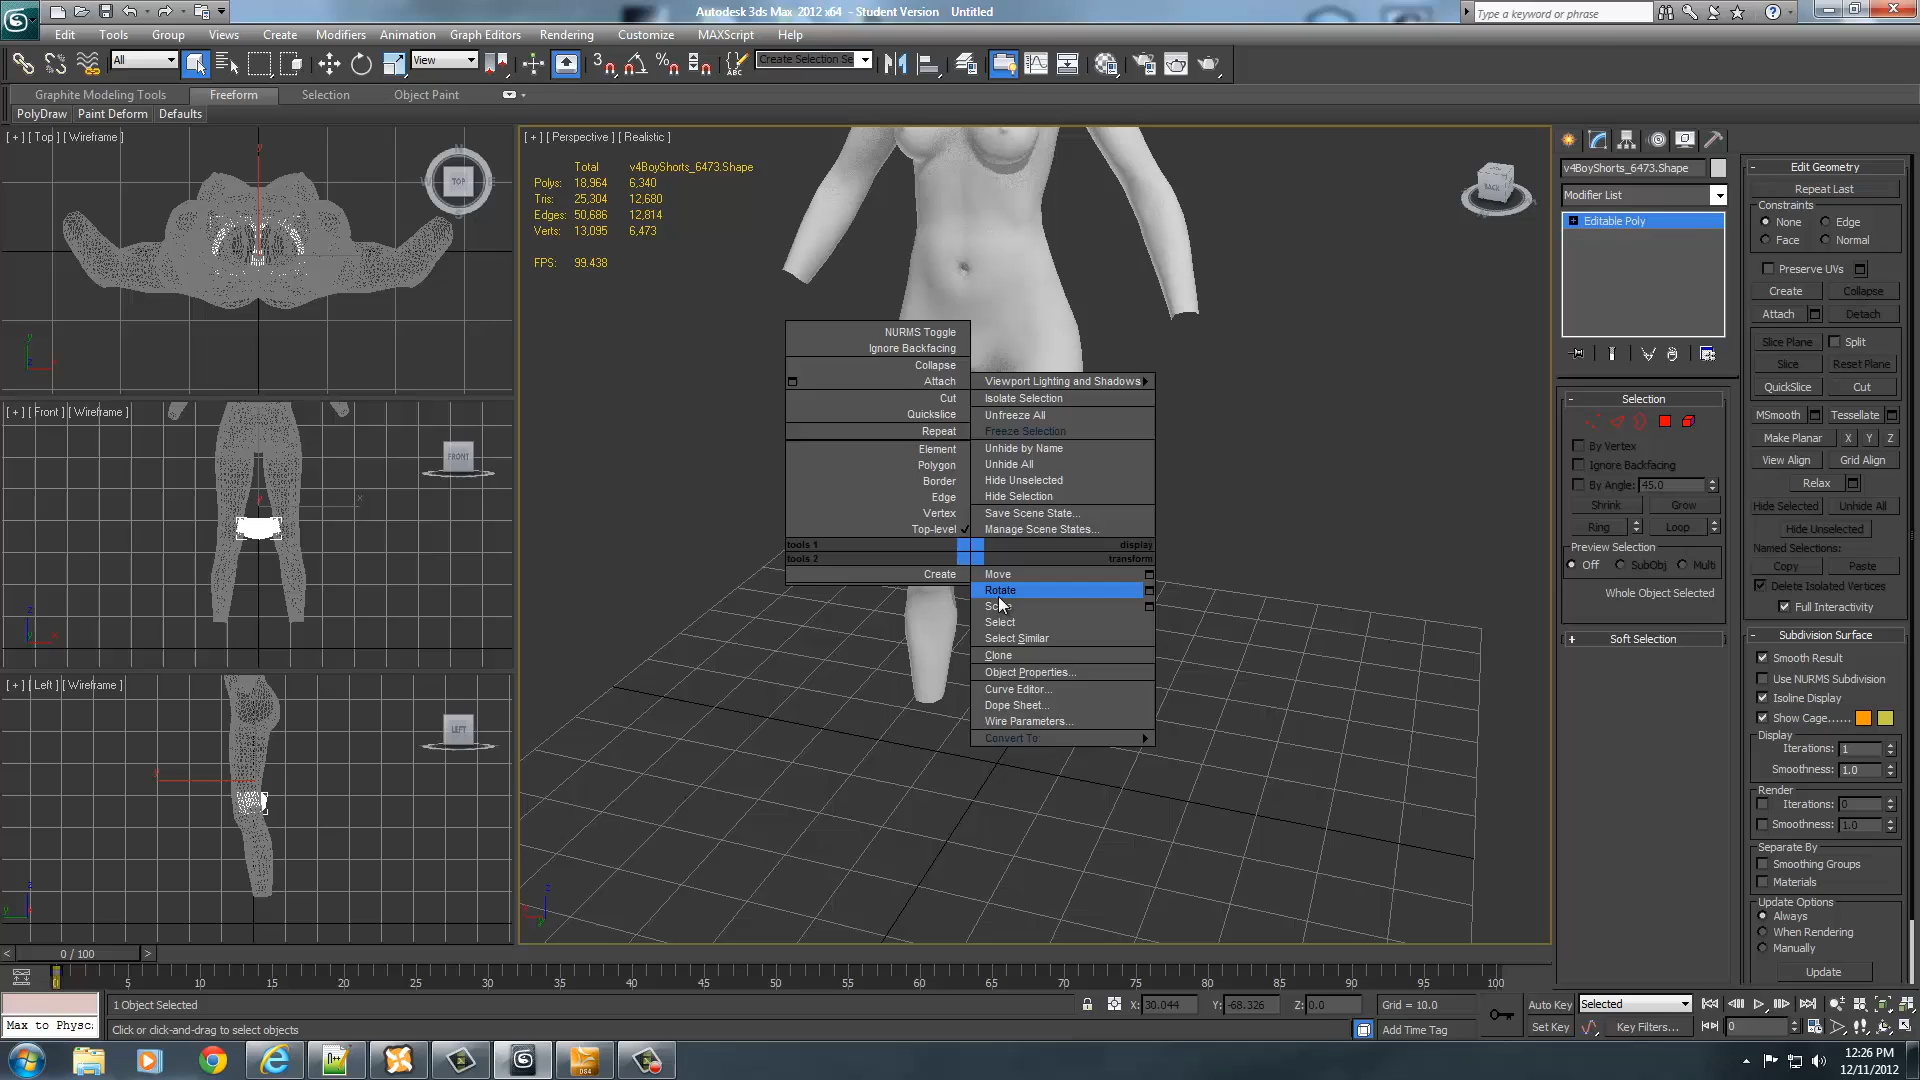 Autodesk 3ds Max 2012 x64 - Student Version Untitled
Type a keyword or phrase
Edit Tools Group Views Create Modifiers Animation Graph Editors Rendering Customize MAXScript Help
All
View
Create Selection Se
Graphite Modeling Tools Freeform Selection Object Paint
PolyDraw Paint Deform Defaults
[ + ] [ Top ] [ Wireframe ]
TOP
[ + ] [ Front ] [ Wireframe ]
FRONT
[ + ] [ Left ] [ Wireframe ]
LEFT
[ + ] [ Perspective ] [ Realistic ]
Total v4BoyShorts_6473.Shape
Polys: 18,964 6,340
Tris: 25,304 12,680
Edges: 50,686 12,814
Verts: 13,095 6,473
FPS: 99.438
BACK
NURMS Toggle
Ignore Backfacing
Collapse
Attach
Cut
Quickslice
Repeat
Element
Polygon
Border
Edge
Vertex
Top-level
tools 1
tools 2
Create
Viewport Lighting and Shadows
Isolate Selection
Unfreeze All
Freeze Selection
Unhide by Name
Unhide All
Hide Unselected
Hide Selection
Save Scene State...
Manage Scene States...
display
transform
Move
Rotate
Select
Select Similar
Clone
Object Properties...
Curve Editor...
Dope Sheet...
Wire Parameters...
Convert To:
v4BoyShorts_6473.Shape
Modifier List
Editable Poly
Selection
By Vertex
Ignore Backfacing
By Angle: 45.0
Shrink Grow
Ring Loop
Preview Selection
Off SubObj Multi
Whole Object Selected
Soft Selection
Edit Geometry
Repeat Last
Constraints
None Edge
Face Normal
Preserve UVs
Create Collapse
Attach Detach
Slice Plane Split
Slice Reset Plane
QuickSlice Cut
MSmooth Tessellate
Make Planar X Y Z
View Align Grid Align
Relax
Hide Selected Unhide All
Hide Unselected
Named Selections:
Copy Paste
Delete Isolated Vertices
Full Interactivity
Subdivision Surface
Smooth Result
Use NURMS Subdivision
Isoline Display
Show Cage......
Display
Iterations: 1
Smoothness: 1.0
Render
Iterations: 0
Smoothness: 1.0
Separate By
Smoothing Groups
Materials
Update Options
Always
When Rendering
Manually
Update
< 0 / 100 >
0 5 10 15 20 25 30 35 40 45 50 55 60 65 70 75 80 85 90 95 100
1 Object Selected
X: 30.044 Y: -68.326 Z: 0.0 Grid = 10.0
Auto Key Selected
Max to Physc:
Click or click-and-drag to select objects
Add Time Tag
Set Key Key Filters... 0
12:26 PM
12/11/2012